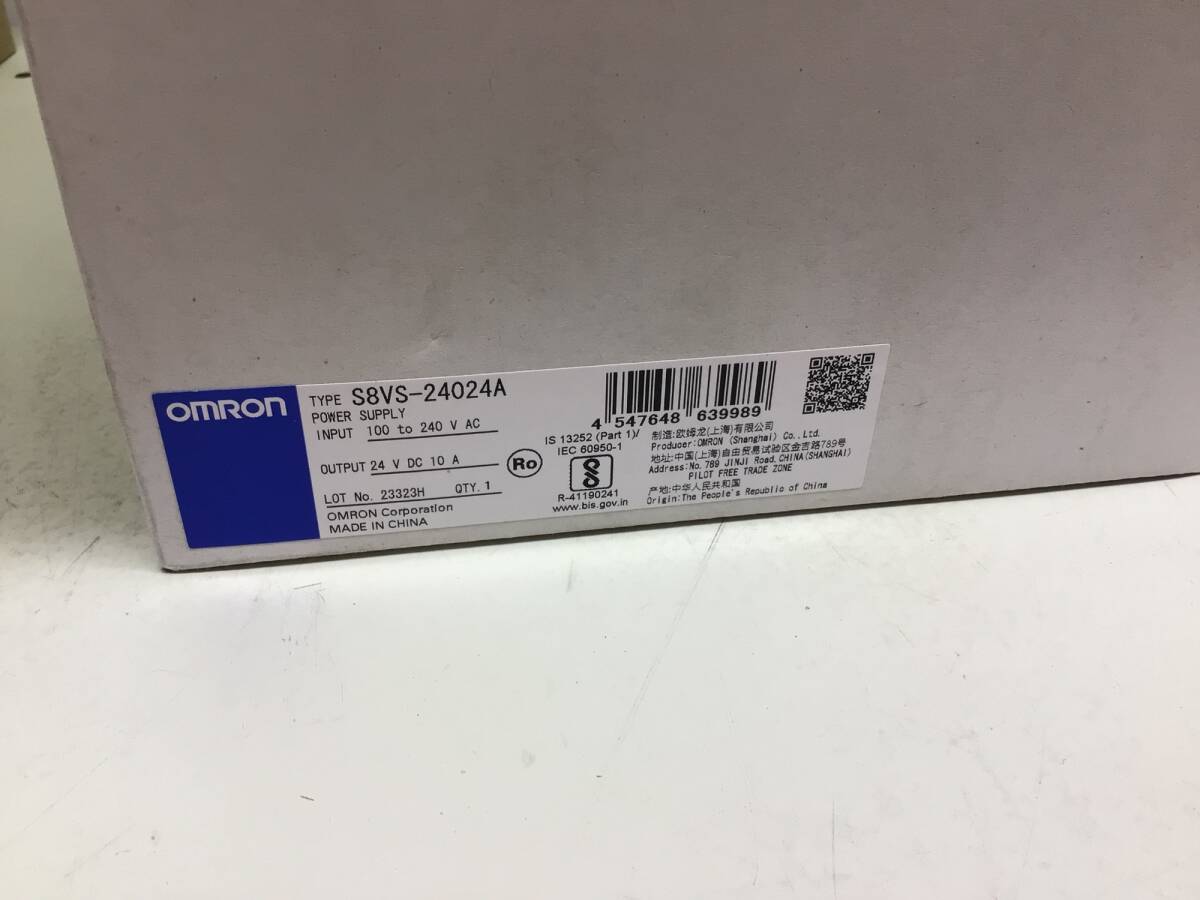 OMRON
TYPE S8VS-24024A
POWER SUPPLY
INPUT 100 to 240 V AC
OUTPUT 24 V DC 10 A
LOT No. 23323H QTY. 1
OMRON Corporation
MADE IN CHINA
Ro
IS 13252 (Part 1)/
IEC 60950-1
R-41190241
www.bis.gov.in
4 547648 639989
制造:欧姆龙(上海)有限公司
Producer:OMRON (Shanghai) Co., Ltd.
地址:中国(上海)自由贸易试验区金吉路789号
Address:No.789 JINJI Road.CHINA(SHANGHAI)
PILOT FREE TRADE ZONE
产地:中华人民共和国
Origin:The People's Republic of China